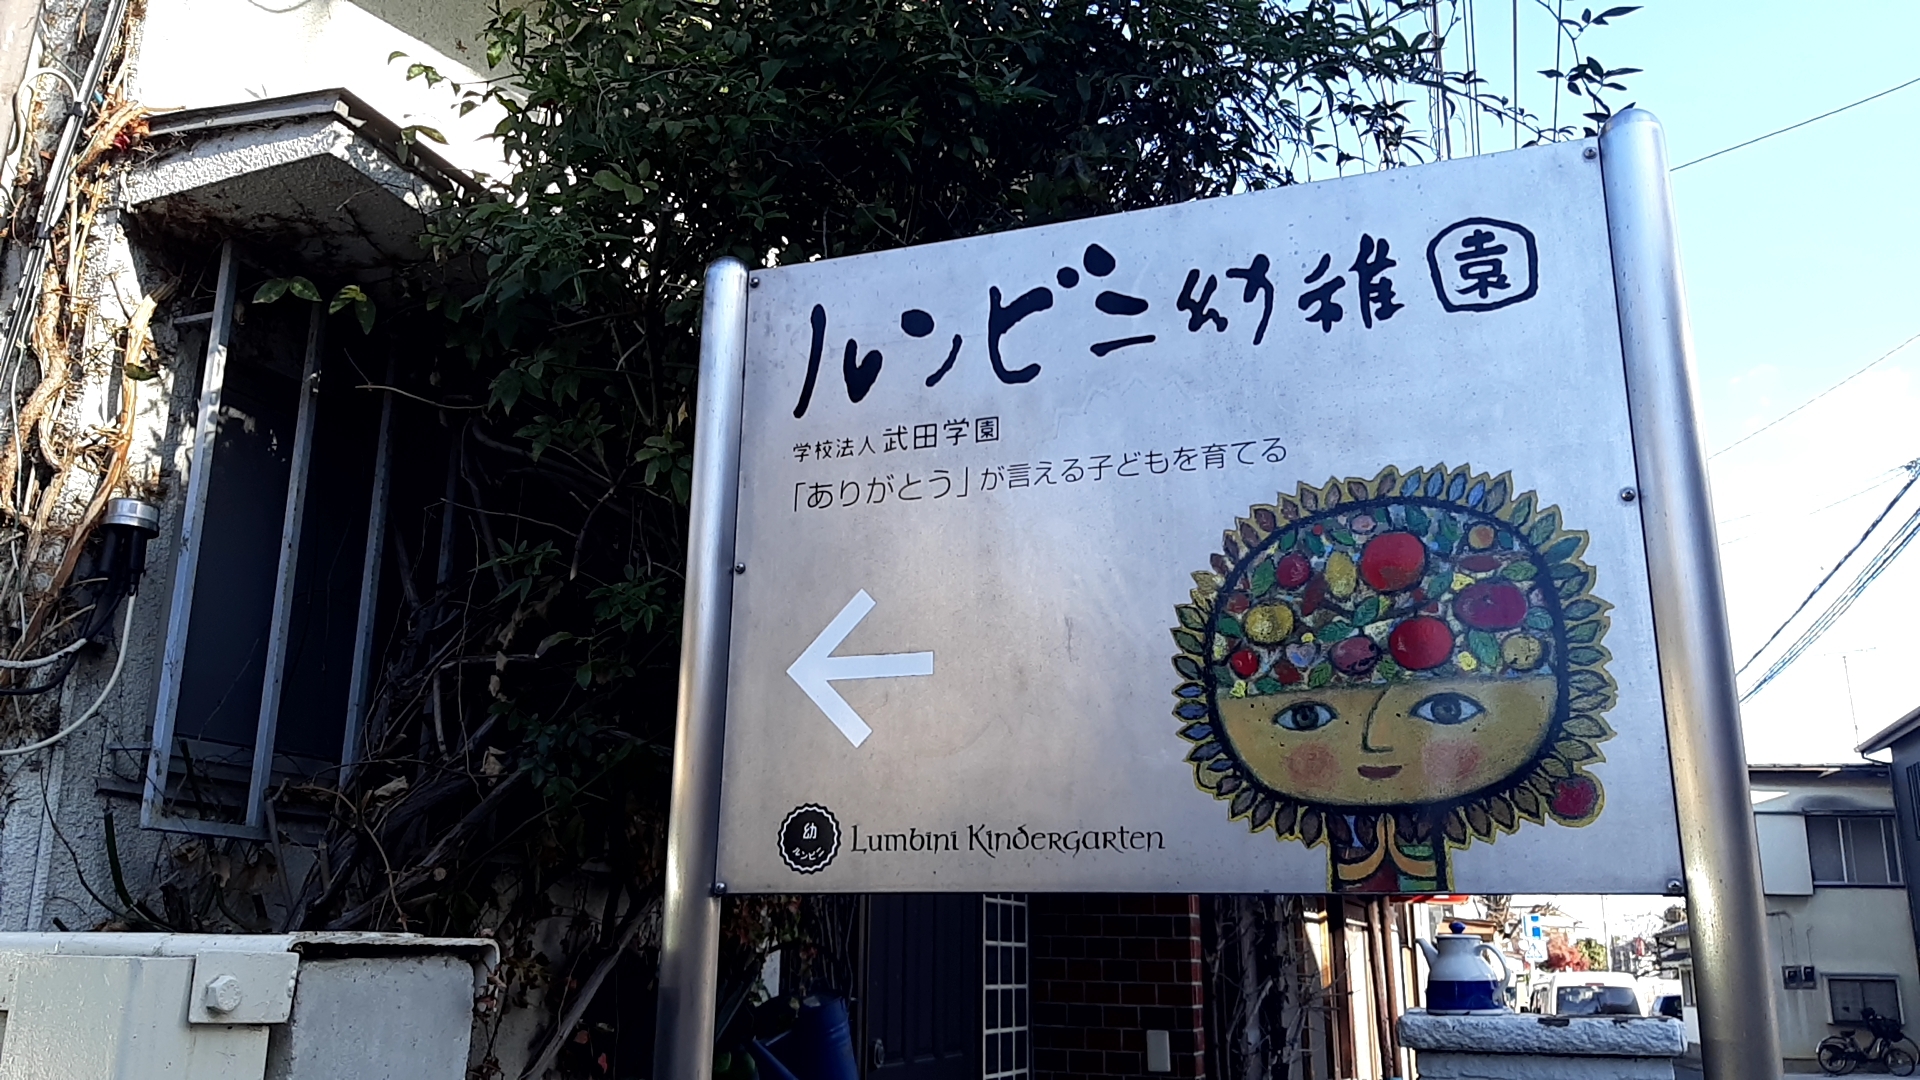 ルンビニ幼稚園
学校法人武田学園
「ありがとう」が言える子どもを育てる
幼
ルンビニ
Lumbini Kindergarten